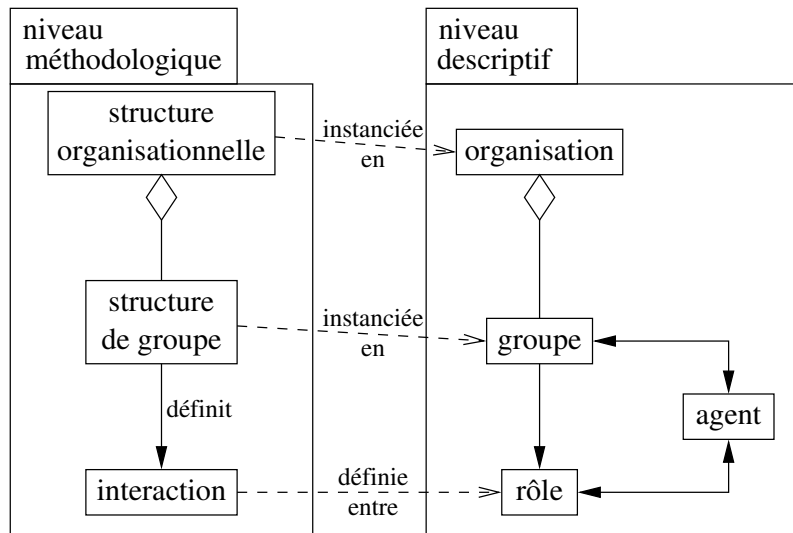 niveau
méthodologique
niveau
descriptif
structure
organisationnelle
instanciée
en
organisation
structure
de groupe
instanciée
en
groupe
définit
agent
interaction
définie
entre
rôle